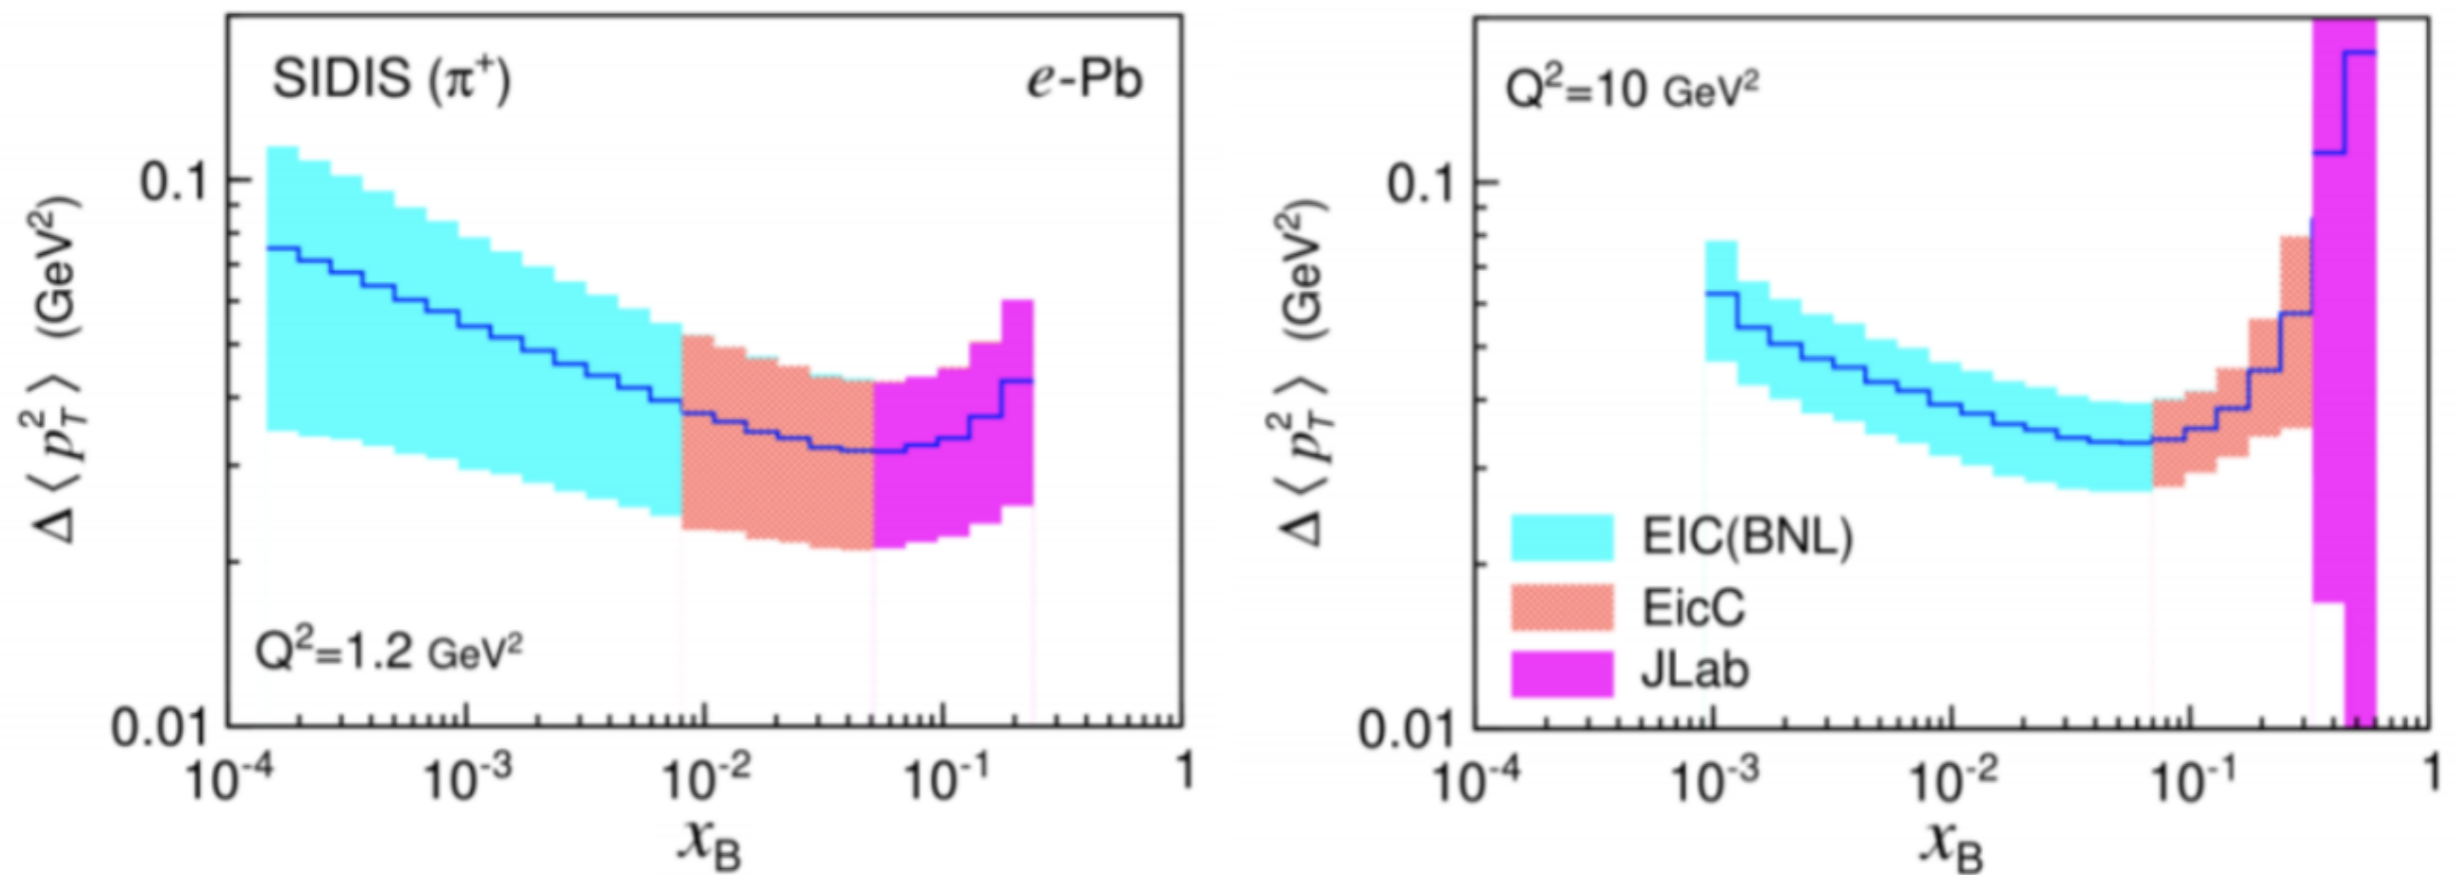 SIDIS (π⁺) e-Pb
0.1
Δ⟨p_T²⟩ (GeV²)
Q²=1.2 GeV²
0.01
10⁻⁴ 10⁻³ 10⁻² 10⁻¹ 1
x_B
Q²=10 GeV²
0.1
Δ⟨p_T²⟩ (GeV²)
EIC(BNL)
EicC
JLab
0.01
10⁻⁴ 10⁻³ 10⁻² 10⁻¹ 1
x_B